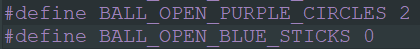 #define BALL_OPEN_PURPLE_CIRCLES 2
#define BALL_OPEN_BLUE_STICKS 0